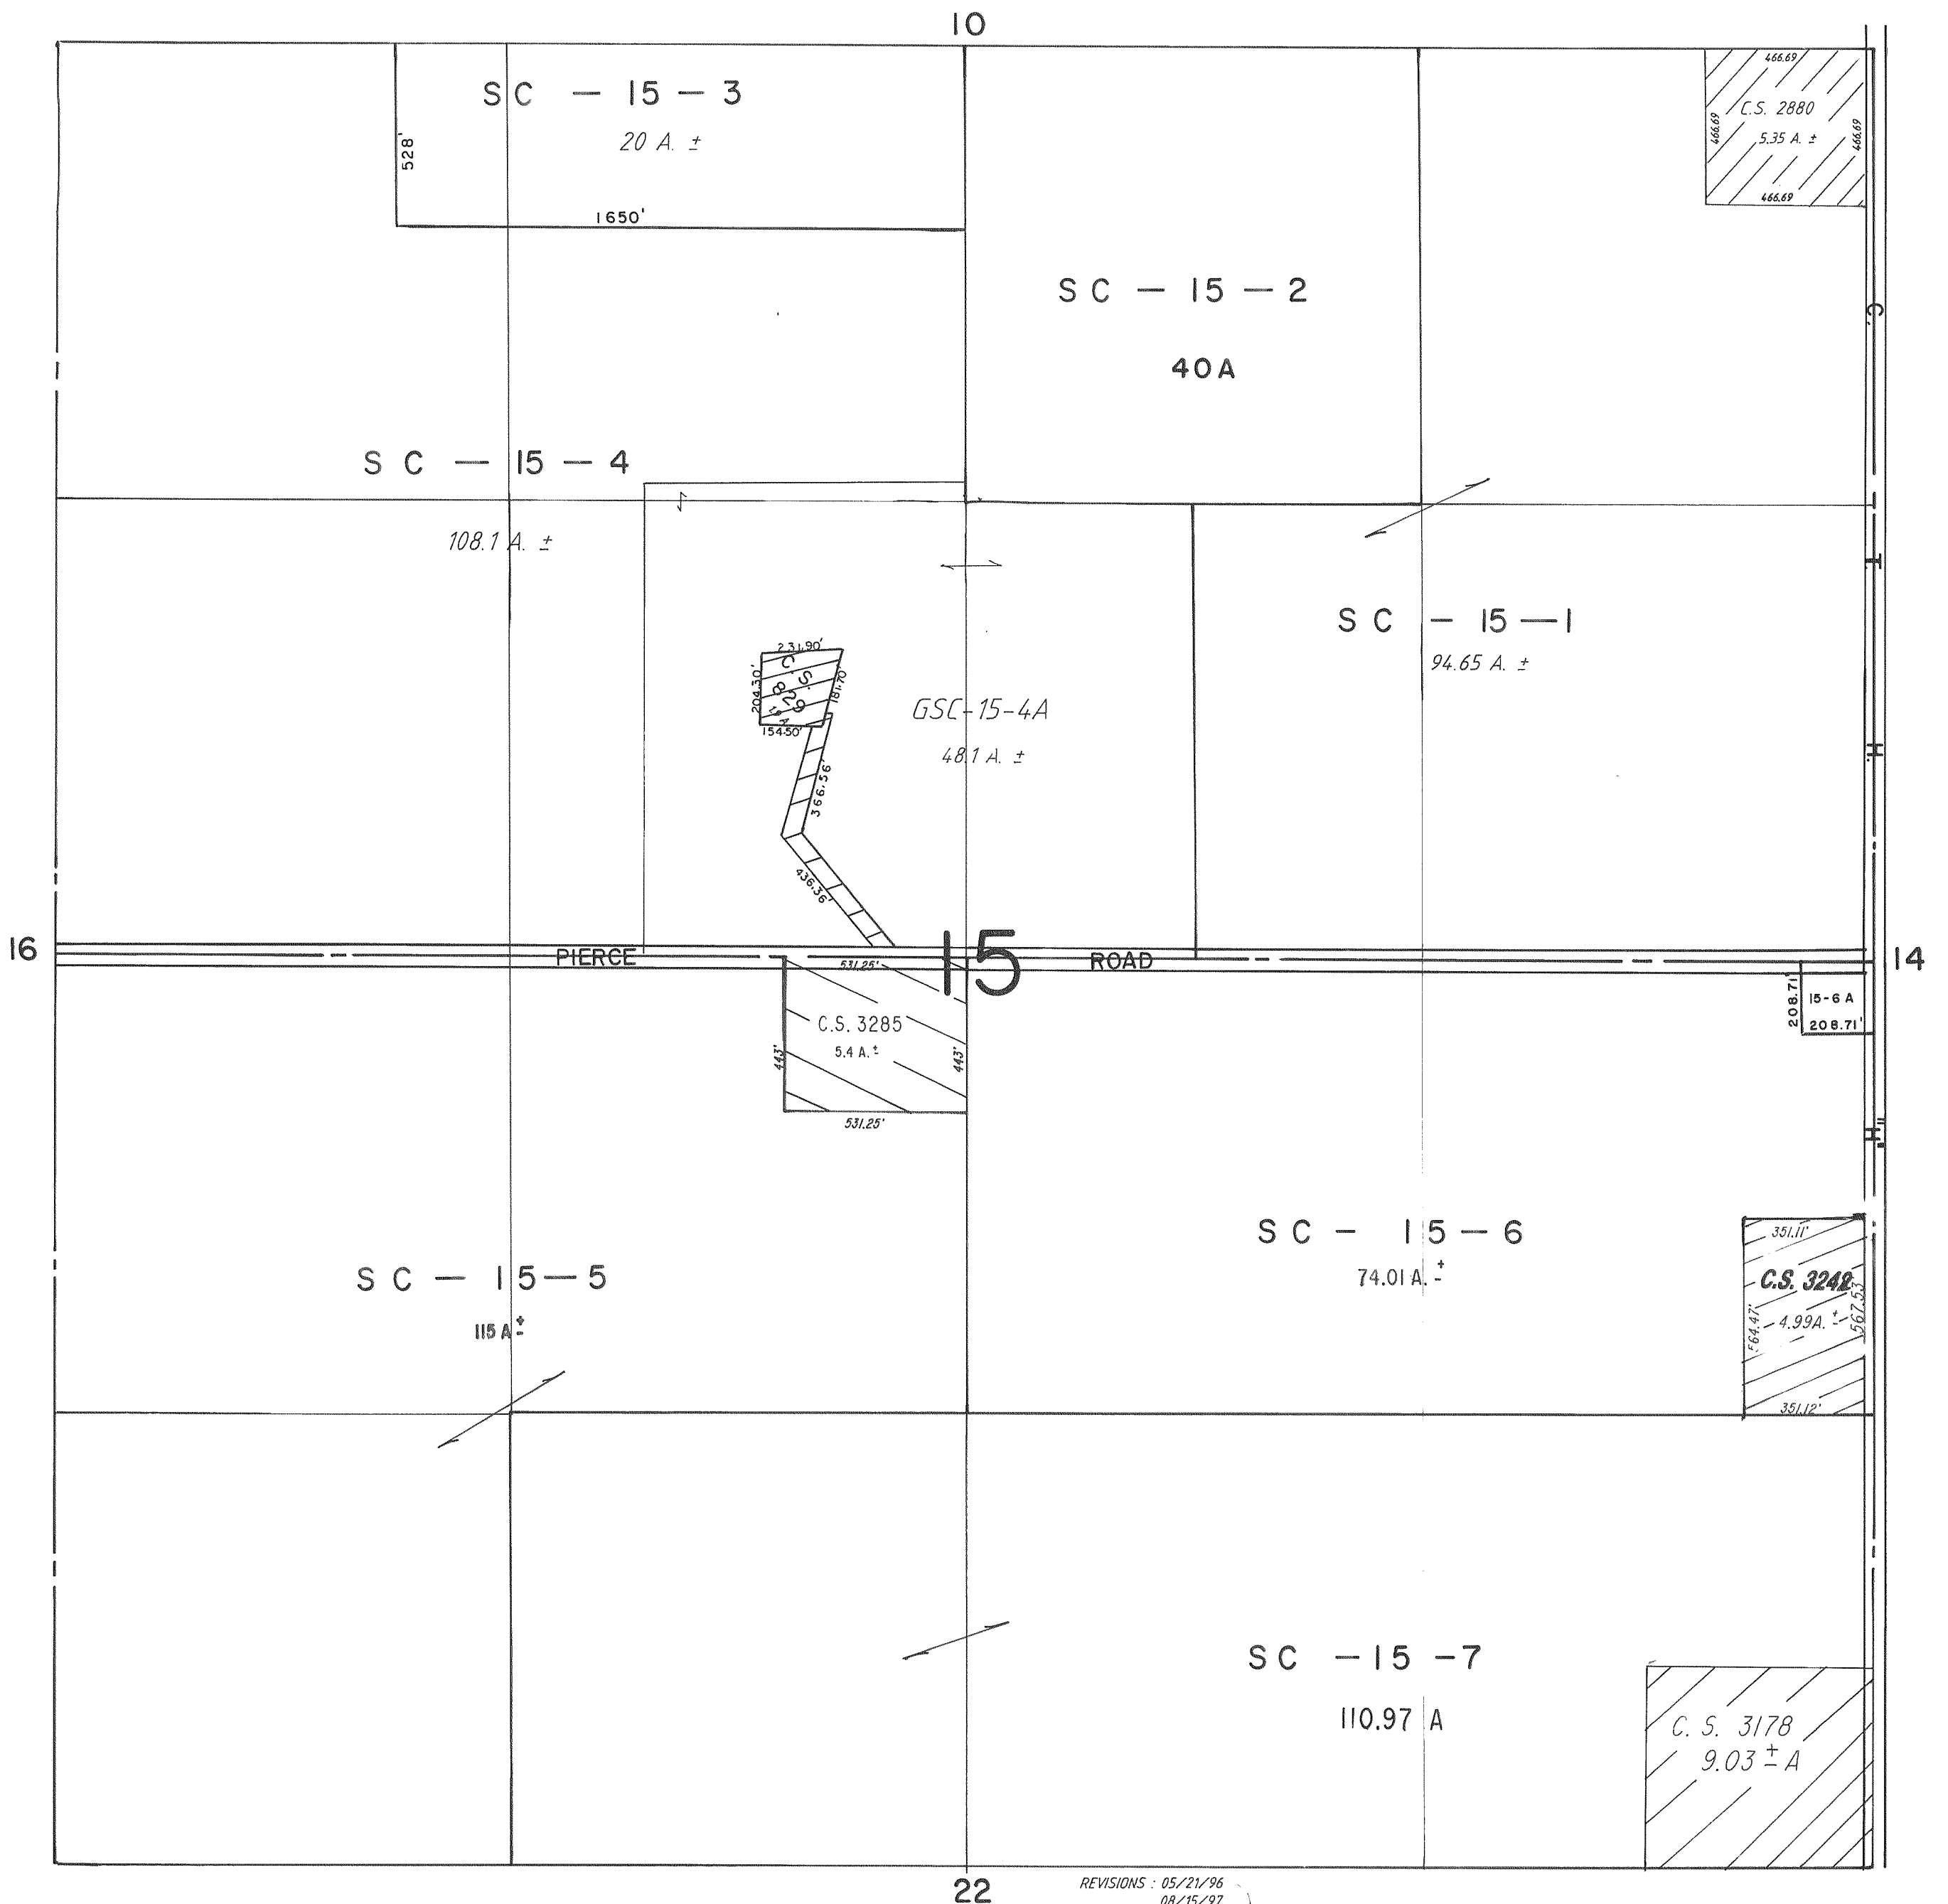 10
SC - 15 - 3
20 A. ±
528'
1650'
466.69
C.S. 2880
5.35 A. ±
466.69
466.69
466.69
SC - 15 - 2
40A
C.
SC - 15 - 4
108.1 A. ±
T.
H.
SC - 15 - 1
94.65 A. ±
231.90'
C. S.
829
204.30'
181.70'
154.50'
GSC-15-4A
48.1 A. ±
366.56'
436.36'
16
PIERCE
15
ROAD
14
531.25'
C.S. 3285
5.4 A. ±
443'
443'
531.25'
208.71'
15-6 A
208.71'
"H"
SC - 15 - 6
74.01 A. ±
351.11'
C.S. 3242
4.99A. ±
564.47'
567.53'
351.12'
SC - 15 - 5
115 A ±
SC - 15 - 7
110.97 A
C. S. 3178
9.03 ± A
22
REVISIONS : 05/21/96
08/15/97